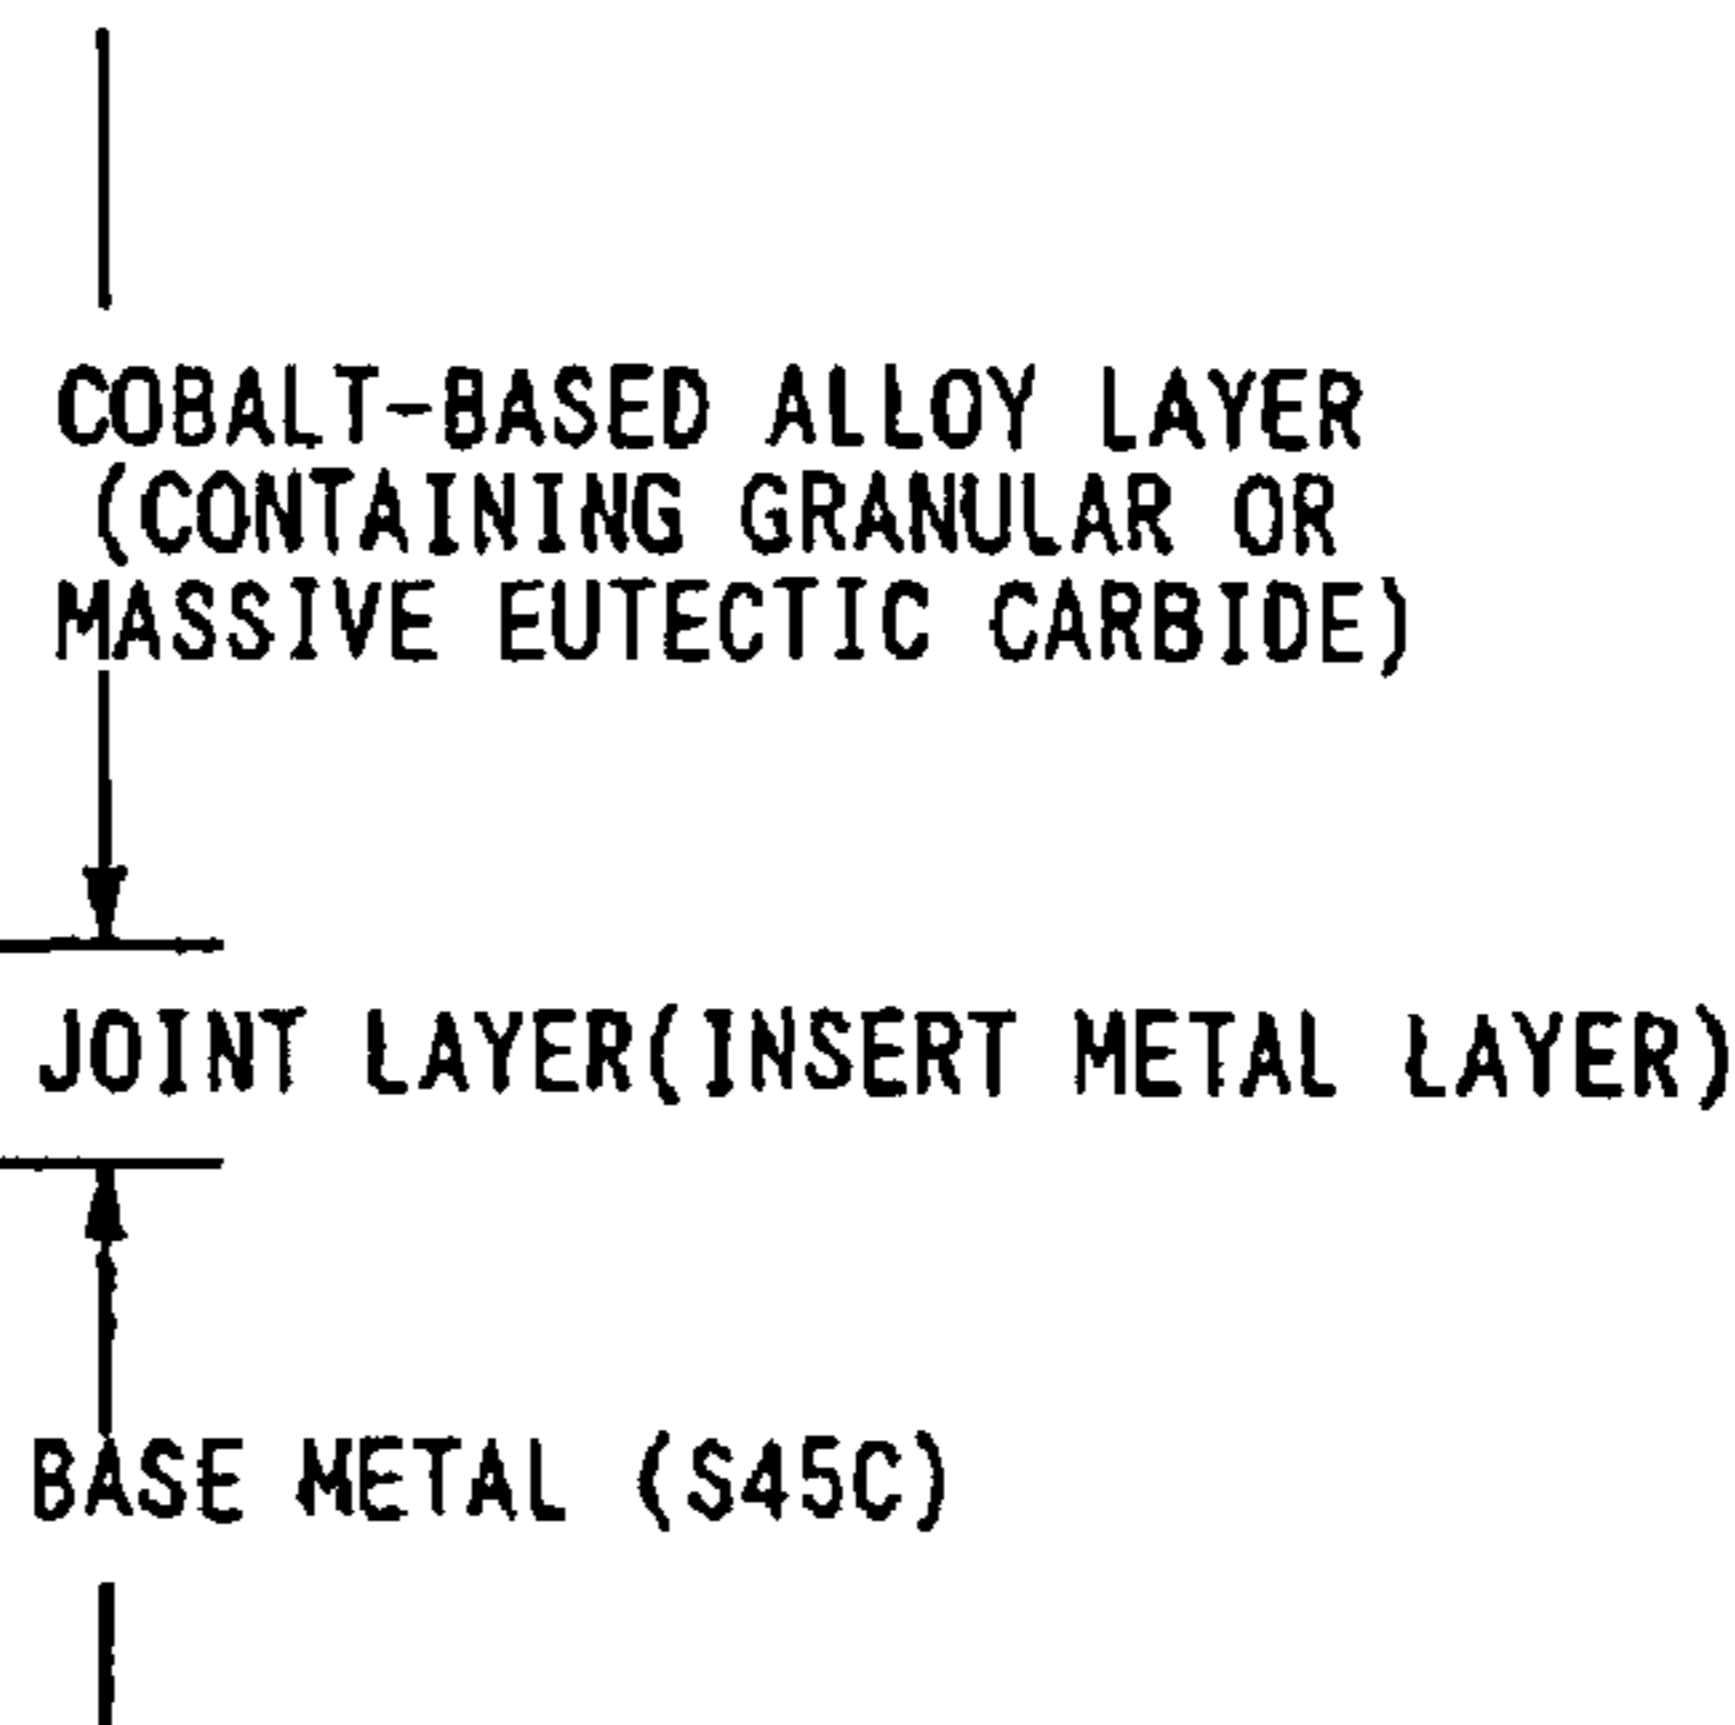 COBALT-BASED ALLOY LAYER
(CONTAINING GRANULAR OR
MASSIVE EUTECTIC CARBIDE)
JOINT LAYER(INSERT METAL LAYER)
BASE METAL (S45C)